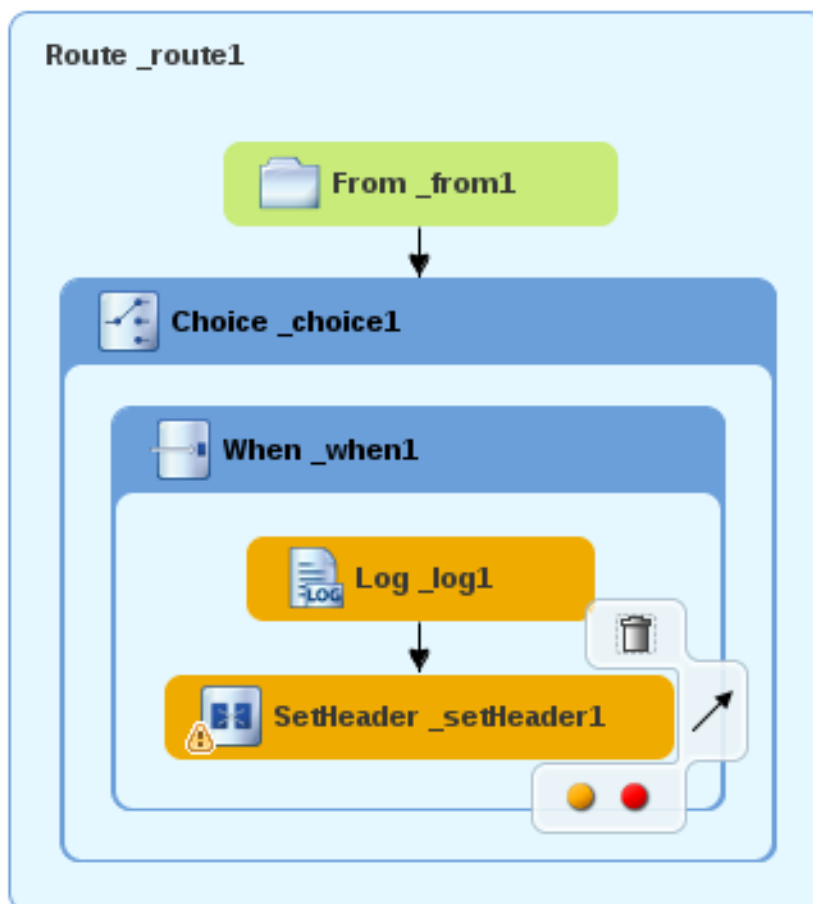 Route _route1
From _from1
Choice _choice1
When _when1
LOG
Log _log1
SetHeader _setHeader1